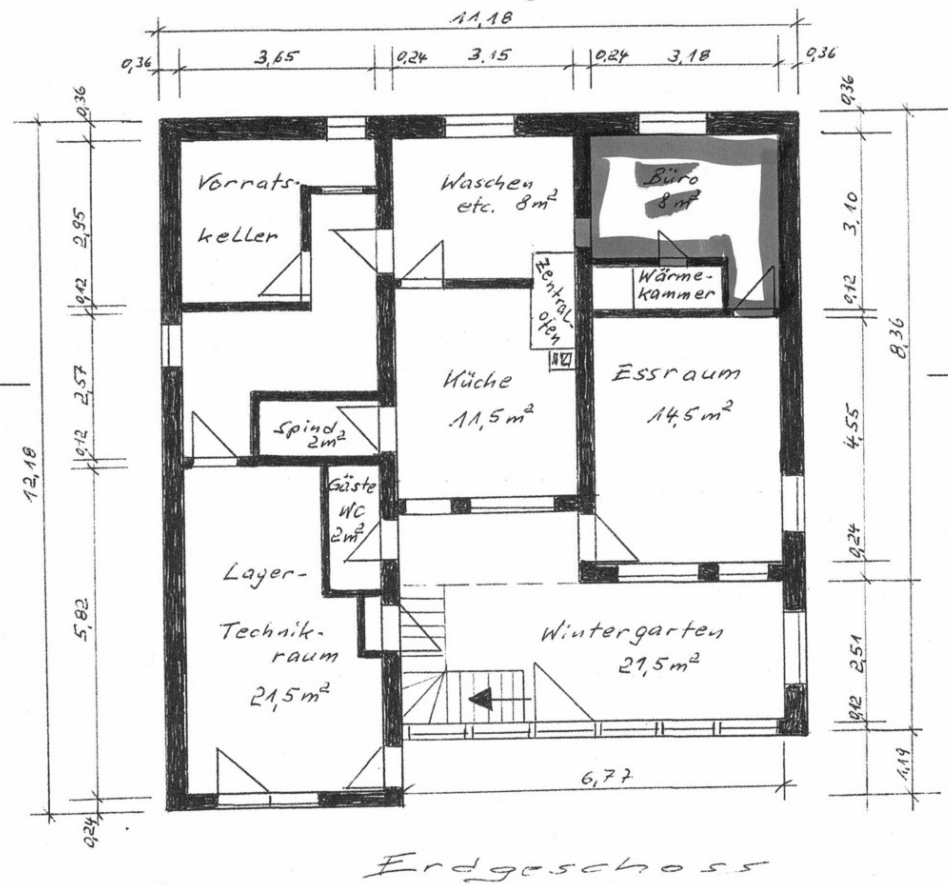 11,18
0,36
3,65
0,24
3.15
0,24
3,18
0,36
0,36
0,36
Vorrats-
keller
Waschen
etc. 8m²
Büro
8m²
2,95
3,10
Wärme-
kammer
Zentral-
ofen
0,12
0,12
Küche
11,5m²
Essraum
14,5m²
8,36
2,57
4,55
Spind
2m²
0,12
12,18
Gäste
WC
2m²
0,24
Lager-
Technik-
raum
21,5m²
5,82
Wintergarten
21,5m²
2,51
0,12
6,77
1,19
0,24
Erdgeschoss